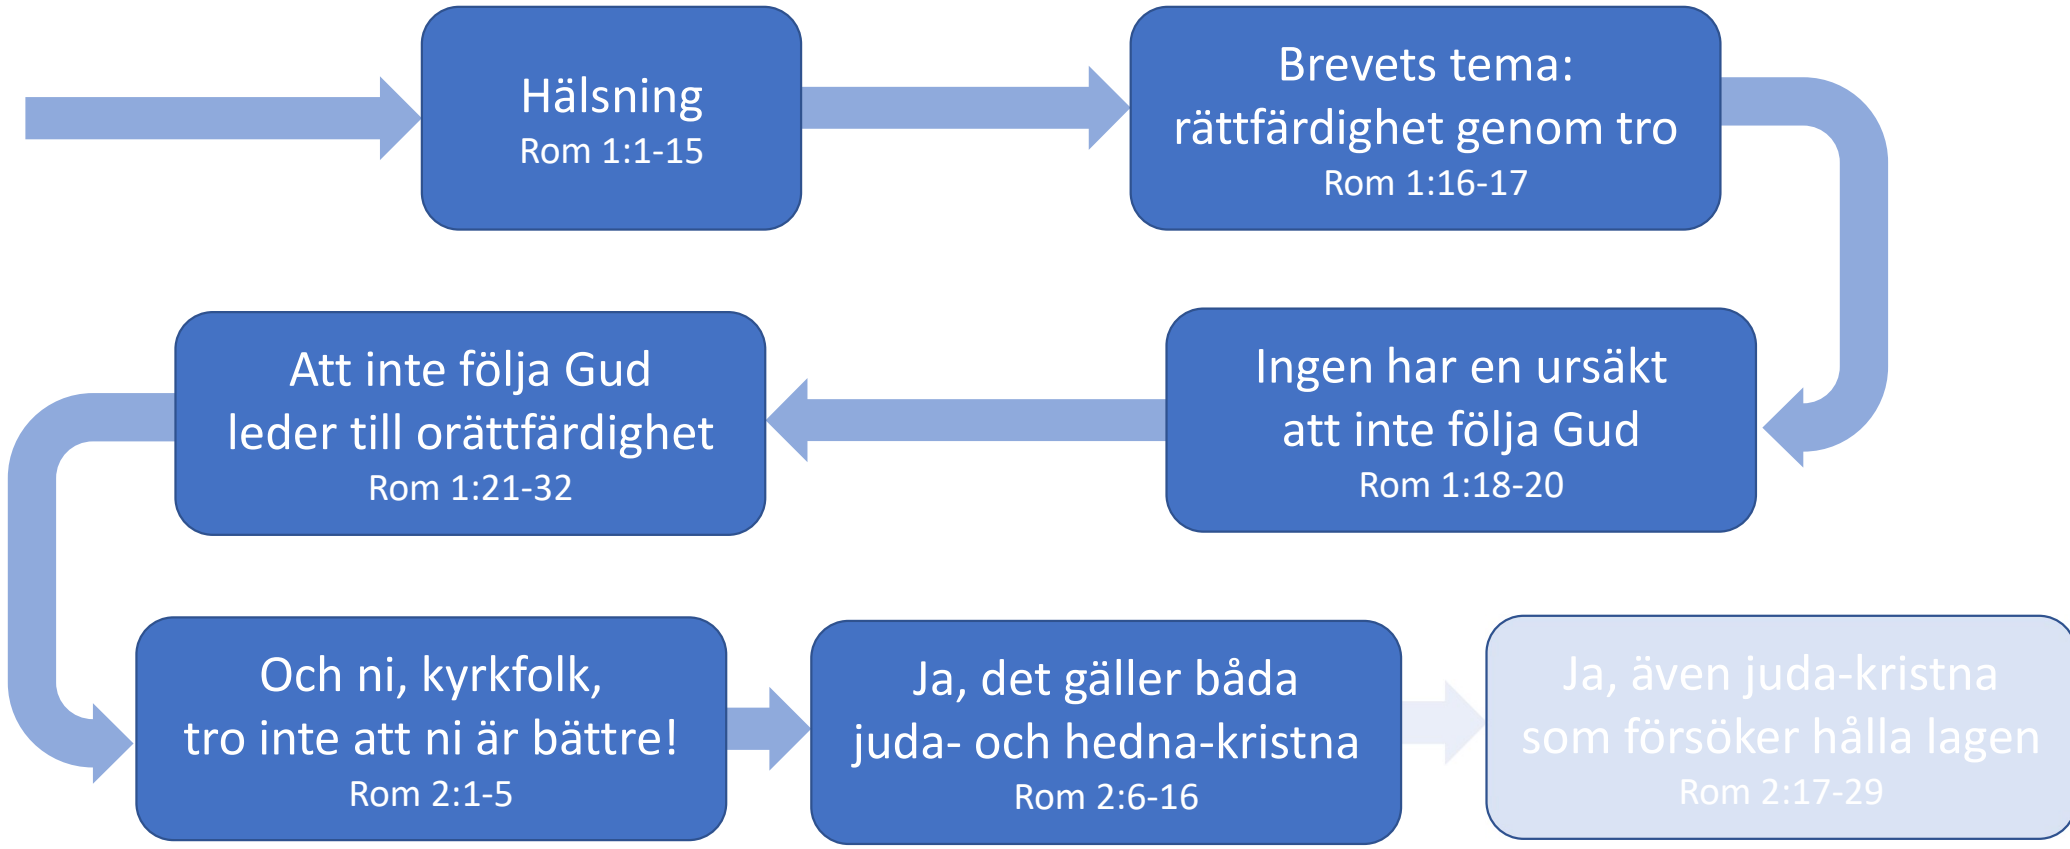 Hälsning
Rom 1:1-15
Brevets tema:
rättfärdighet genom tro
Rom 1:16-17
Ingen har en ursäkt
att inte följa Gud
Rom 1:18-20
Att inte följa Gud
leder till orättfärdighet
Rom 1:21-32
Och ni, kyrkfolk,
tro inte att ni är bättre!
Rom 2:1-5
Ja, det gäller båda
juda- och hedna-kristna
Rom 2:6-16
Ja, även juda-kristna
som försöker hålla lagen
Rom 2:17-29